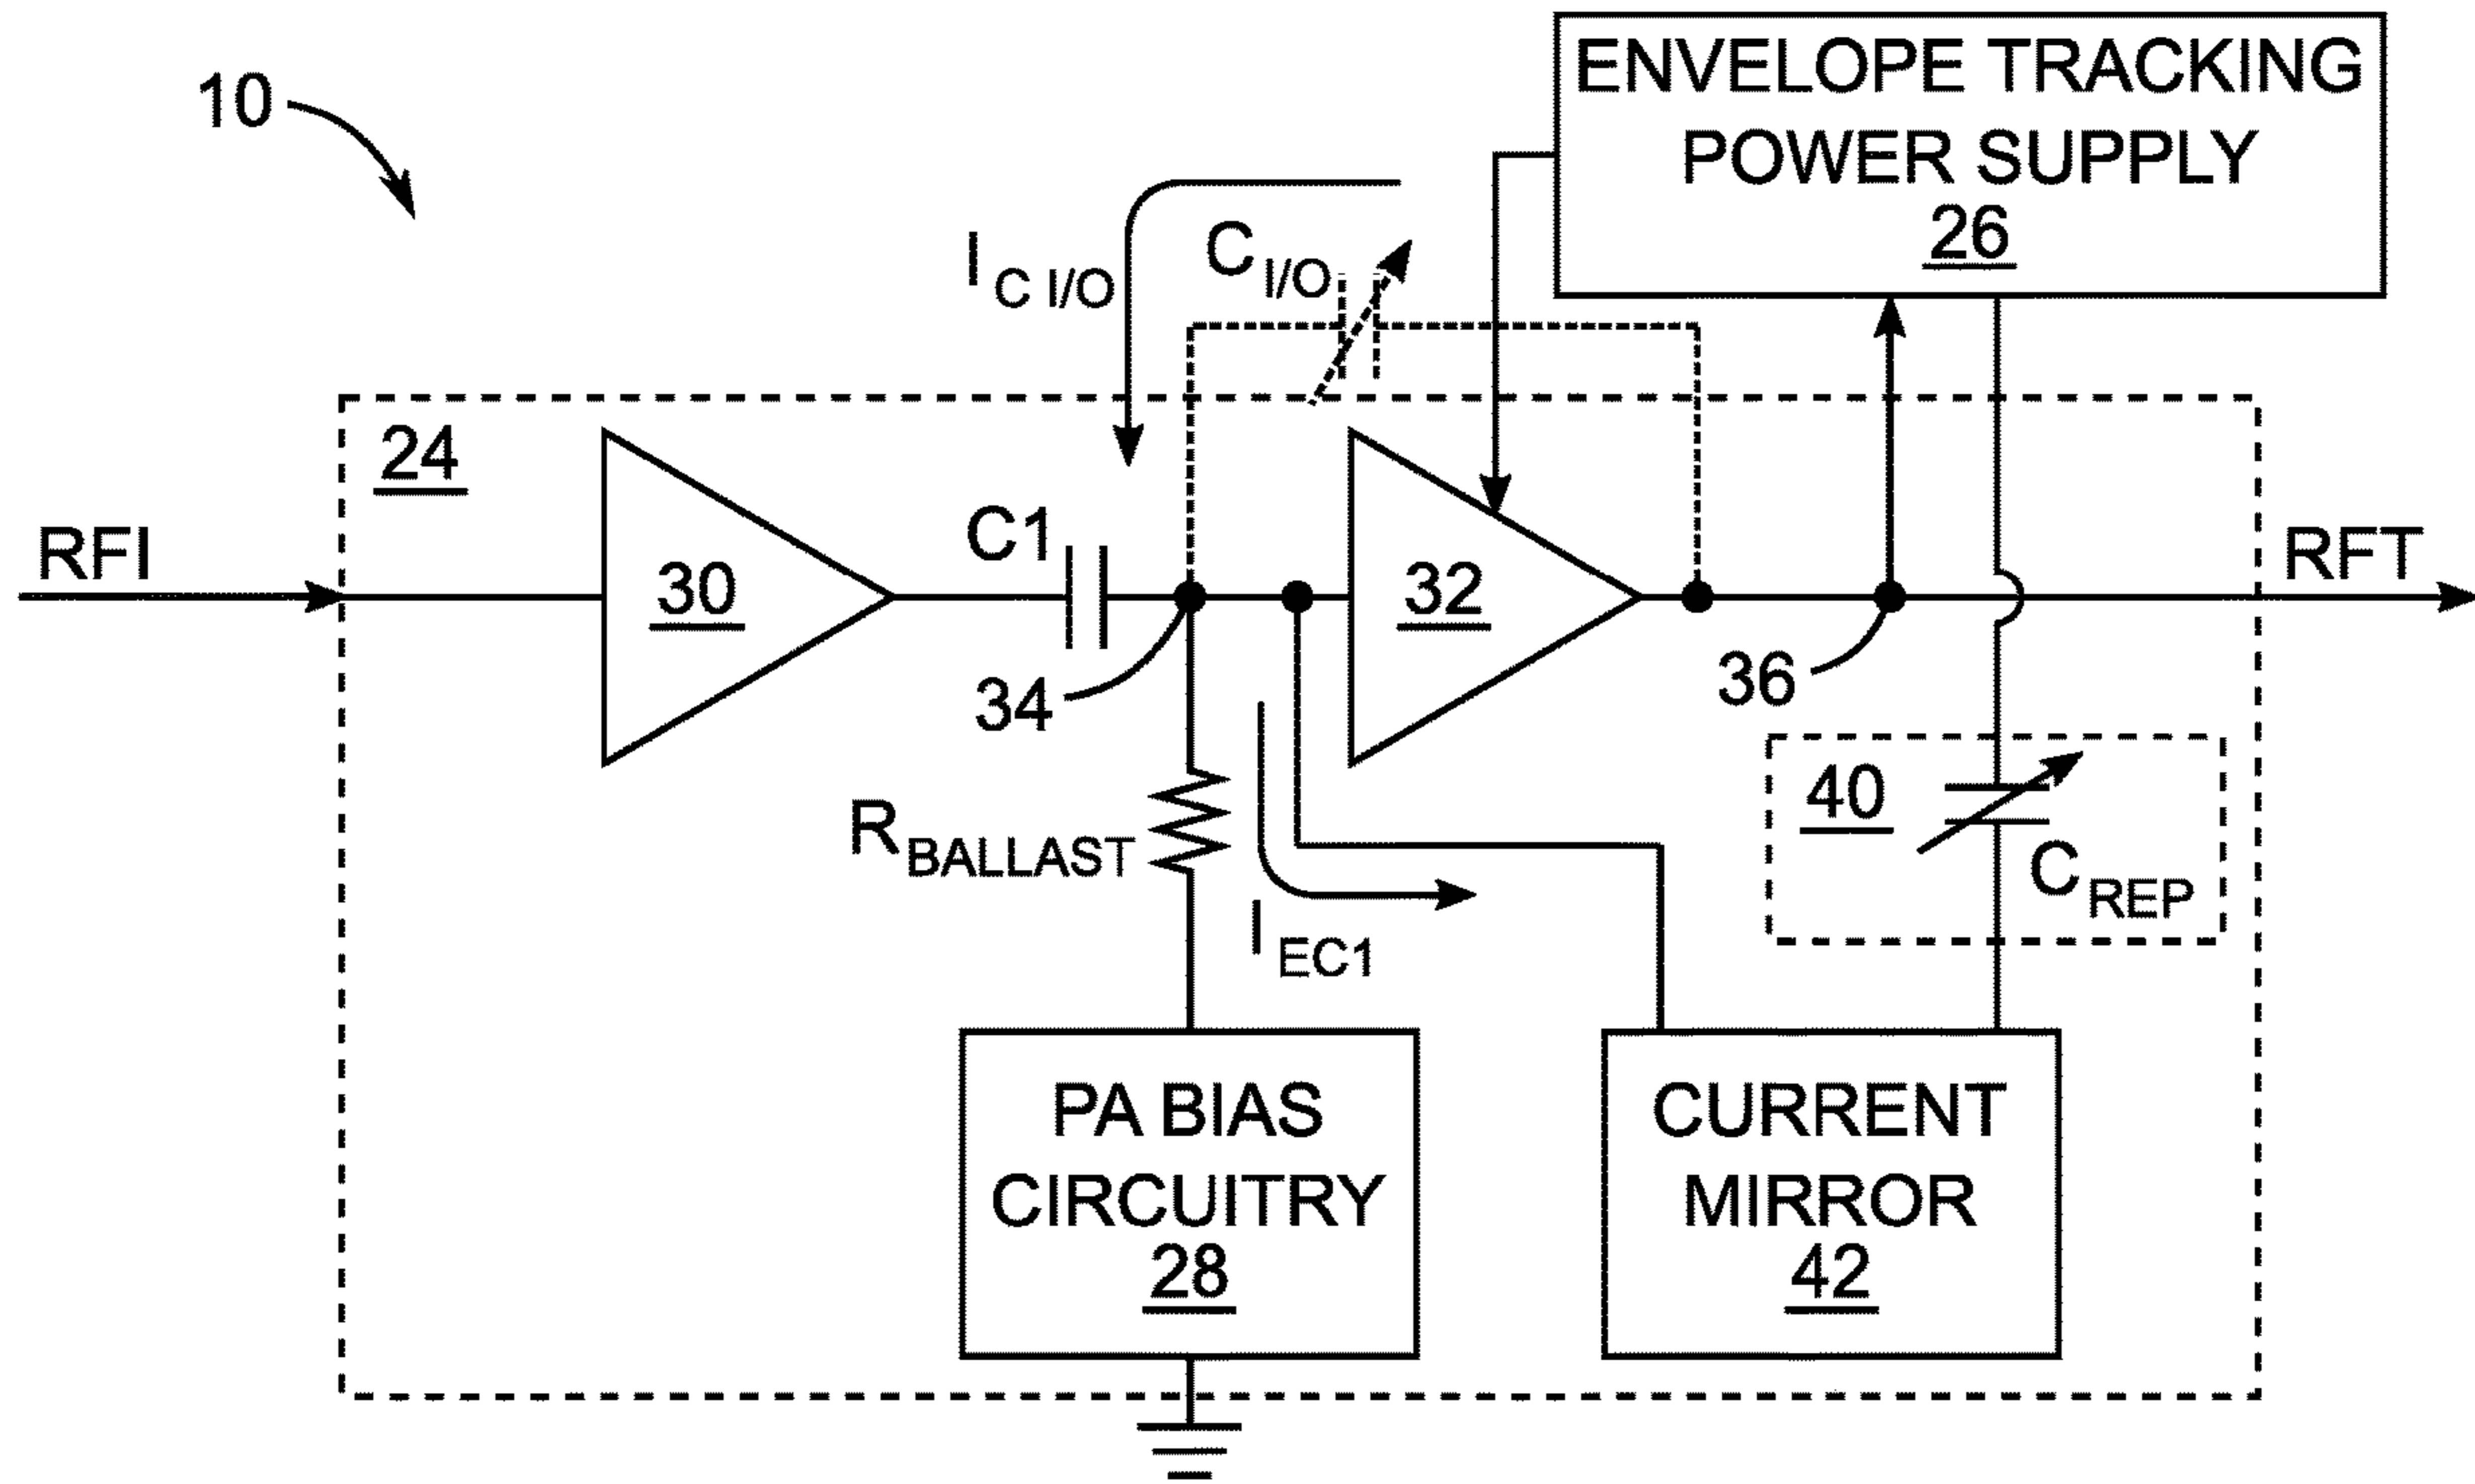 10
ENVELOPE TRACKING
POWER SUPPLY
26
I C I/O
C I/O
24
RFI
30
C1
32
RFT
34
36
R BALLAST
40
C REP
I EC1
PA BIAS
CIRCUITRY
28
CURRENT
MIRROR
42